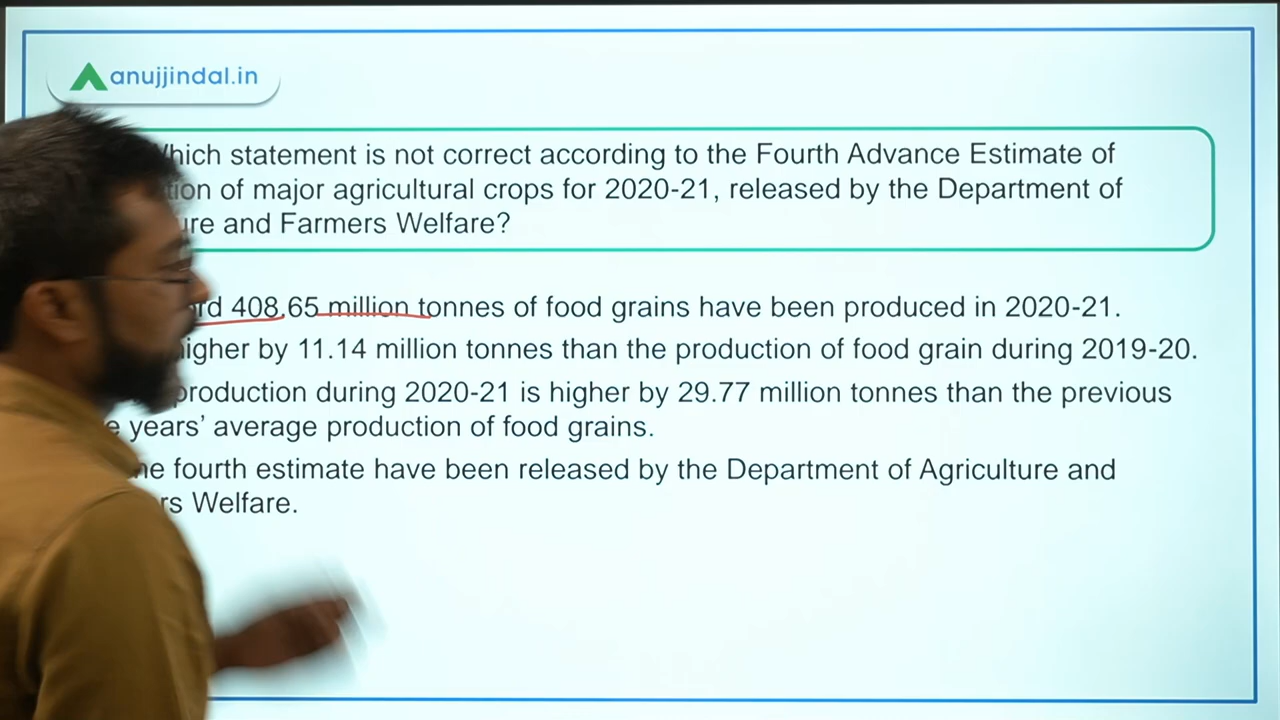 anujjindal.in
hich statement is not correct according to the Fourth Advance Estimate of
tion of major agricultural crops for 2020-21, released by the Department of
ure and Farmers Welfare?
rd 408.65 million tonnes of food grains have been produced in 2020-21.
igher by 11.14 million tonnes than the production of food grain during 2019-20.
production during 2020-21 is higher by 29.77 million tonnes than the previous
e years’ average production of food grains.
he fourth estimate have been released by the Department of Agriculture and
rs Welfare.